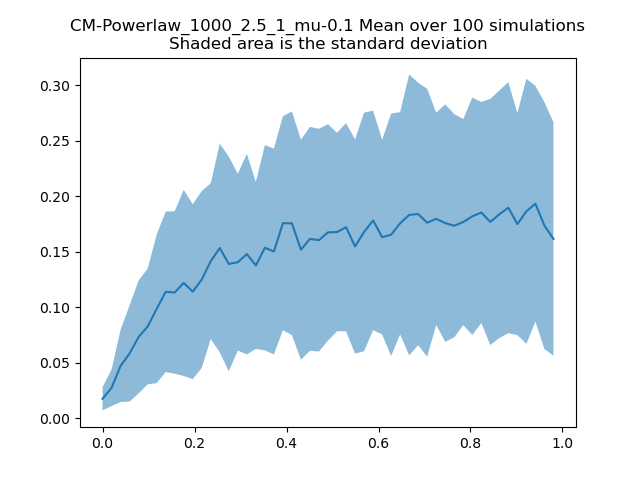 CM-Powerlaw_1000_2.5_1_mu-0.1 Mean over 100 simulations
Shaded area is the standard deviation
0.30
0.25
0.20
0.15
0.10
0.05
0.00
0.0 0.2 0.4 0.6 0.8 1.0